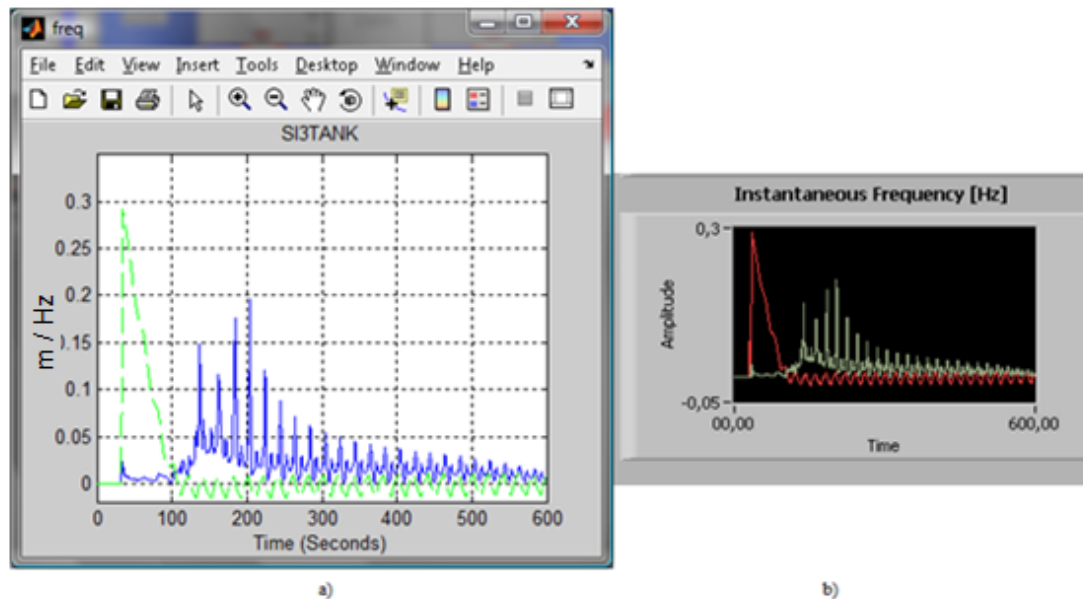 freq
File Edit View Insert Tools Desktop Window Help
SI3TANK
m / Hz
0.3
0.25
0.2
0.15
0.1
0.05
0
0 100 200 300 400 500 600
Time (Seconds)
a)
Instantaneous Frequency [Hz]
0,3
Amplitude
-0,05
00,00 600,00
Time
b)